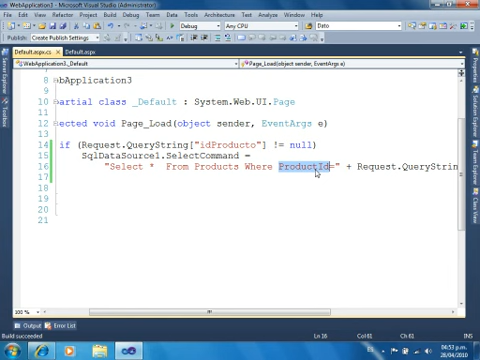 WebApplication3 - Microsoft Visual Studio (Administrator)
File Edit View Refactor Project Build Debug Team Data Tools Architecture Test Analyze Window Help
Debug
Data
Create Publish Settings
Default.aspx.cs Default.aspx
WebApplication3._Default Page_Load(object sender, EventArgs e)
8 ebApplication3
9
10 artial class _Default : System.Web.UI.Page
11
12 ected void Page_Load(object sender, EventArgs e)
13
14 if (Request.QueryString["idProducto"] != null)
15 SqlDataSource1.SelectCommand =
16 "Select * From Products Where ProductId=" + Request.QueryStrin
17
18
19
20
21
Server Explorer
Toolbox
Properties
Solution Explorer
Team Explorer
Class View
100 %
Output Error List
Build succeeded Ln 16 Col 61 Ch 61 INS
04:53 p.m.
28/04/2010